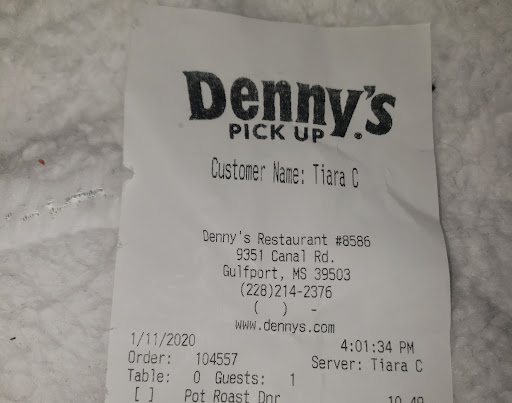 Denny's
PICK UP
Customer Name: Tiara C
Denny's Restaurant #8586
9351 Canal Rd.
Gulfport, MS 39503
(228)214-2376
(   )   -
www.dennys.com
1/11/2020 4:01:34 PM
Order: 104557 Server: Tiara C
Table: 0 Guests: 1
[ ] Pot Roast Dnr 10.49